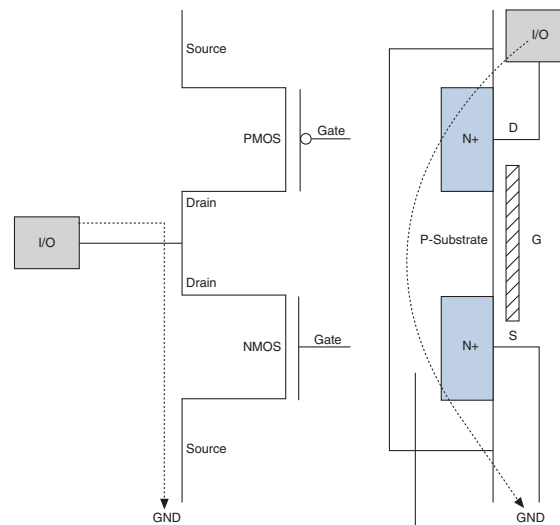 Source
PMOS
Gate
Drain
I/O
Drain
NMOS
Gate
Source
GND
I/O
N+
D
P-Substrate
G
N+
S
GND